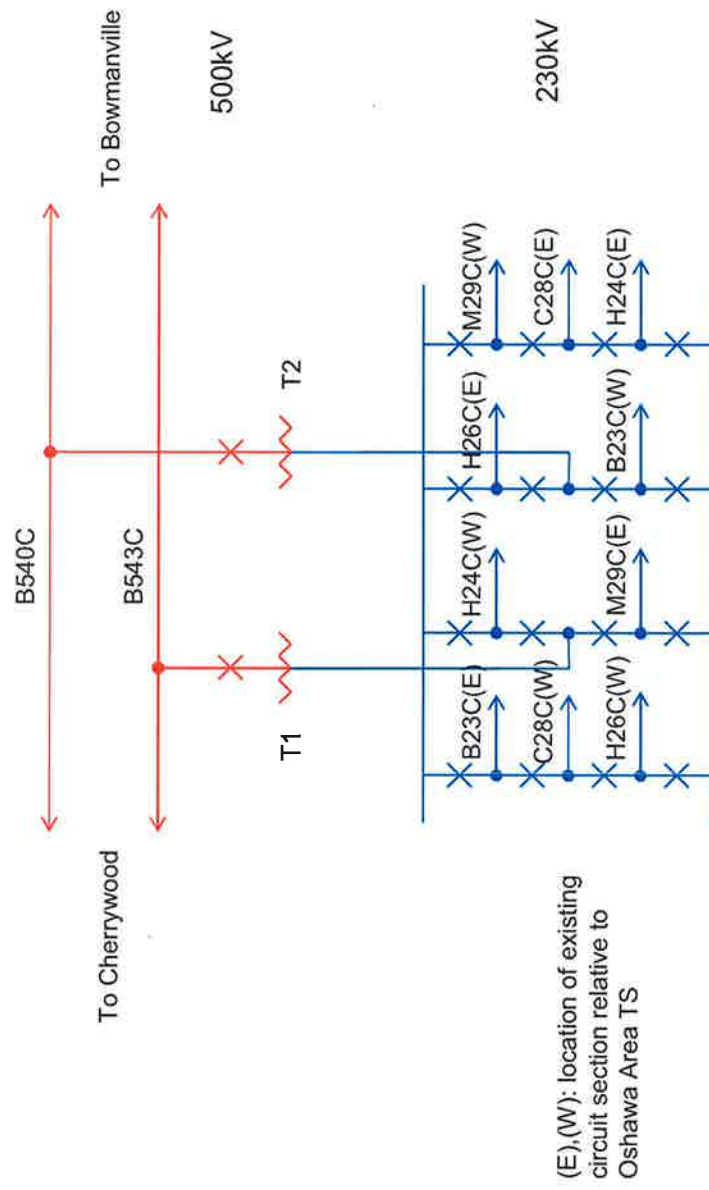 To Cherrywood
B540C
B543C
To Bowmanville
500kV
T1
T2
230kV
B23C(E)
H24C(W)
H26C(E)
M29C(W)
C28C(W)
C28C(E)
H26C(W)
M29C(E)
B23C(W)
H24C(E)
(E),(W): location of existing
circuit section relative to
Oshawa Area TS